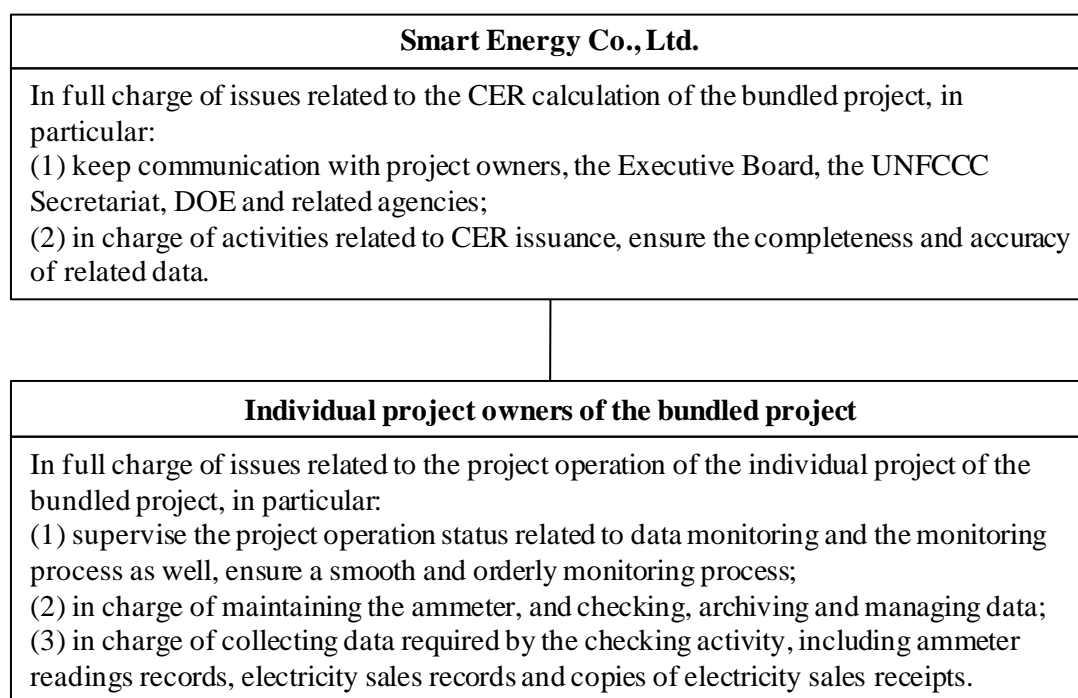 Smart Energy Co., Ltd.
In full charge of issues related to the CER calculation of the bundled project, in
particular:
(1) keep communication with project owners, the Executive Board, the UNFCCC
Secretariat, DOE and related agencies;
(2) in charge of activities related to CER issuance, ensure the completeness and accuracy
of related data.
Individual project owners of the bundled project
In full charge of issues related to the project operation of the individual project of the
bundled project, in particular:
(1) supervise the project operation status related to data monitoring and the monitoring
process as well, ensure a smooth and orderly monitoring process;
(2) in charge of maintaining the ammeter, and checking, archiving and managing data;
(3) in charge of collecting data required by the checking activity, including ammeter
readings records, electricity sales records and copies of electricity sales receipts.